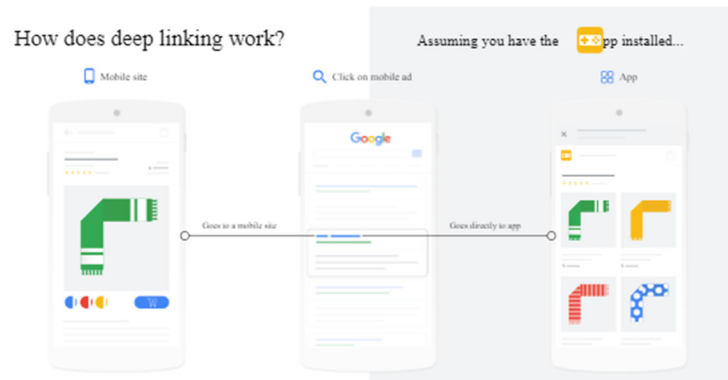 How does deep linking work?
Assuming you have the pp installed...
Mobile site
Click on mobile ad
App
Google
Goes to a mobile site
Goes directly to app